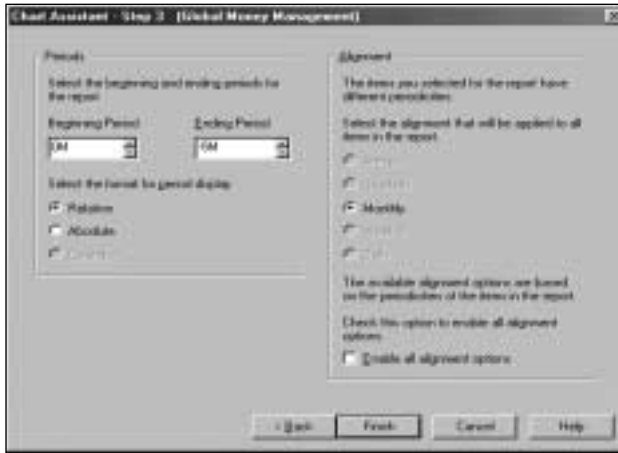 Chart Assistant - Step 3 (Global Money Management)
Periods
Select the beginning and ending periods for
the report
Beginning Period
Ending Period
0M
Select the format for period display
Relative
Absolute
Alignment
The items you selected for the report have
different periodicities.
Select the alignment that will be applied to all
items in the report.
Monthly
The available alignment options are based
on the periodicities of the items in the report.
Check this option to enable all alignment
options.
Enable all alignment options
< Back
Finish
Cancel
Help